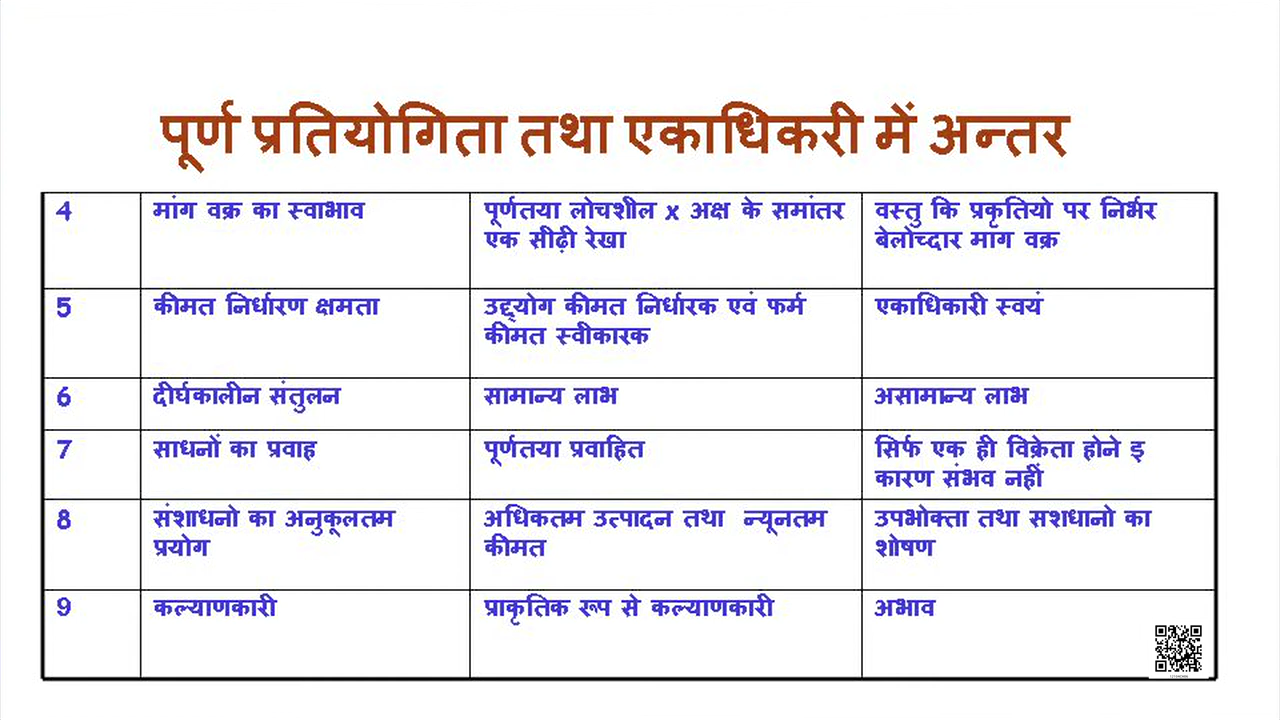 पूर्ण प्रतियोगिता तथा एकाधिकरी में अन्तर
4 मांग वक्र का स्वाभाव पूर्णतया लोचशील x अक्ष के समांतर वस्तु कि प्रकृतियो पर निर्भर
एक सीढ़ी रेखा बेलोच्दार मांग वक्र
5 कीमत निर्धारण क्षमता उद्द्योग कीमत निर्धारक एवं फर्म एकाधिकारी स्वयं
कीमत स्वीकारक
6 दीर्घकालीन संतुलन सामान्य लाभ असामान्य लाभ
7 साधनों का प्रवाह पूर्णतया प्रवाहित सिर्फ एक ही विक्रेता होने इ
कारण संभव नहीं
8 संशाधनो का अनुकूलतम अधिकतम उत्पादन तथा न्यूनतम उपभोक्ता तथा सशधानो का
प्रयोग कीमत शोषण
9 कल्याणकारी प्राकृतिक रूप से कल्याणकारी अभाव